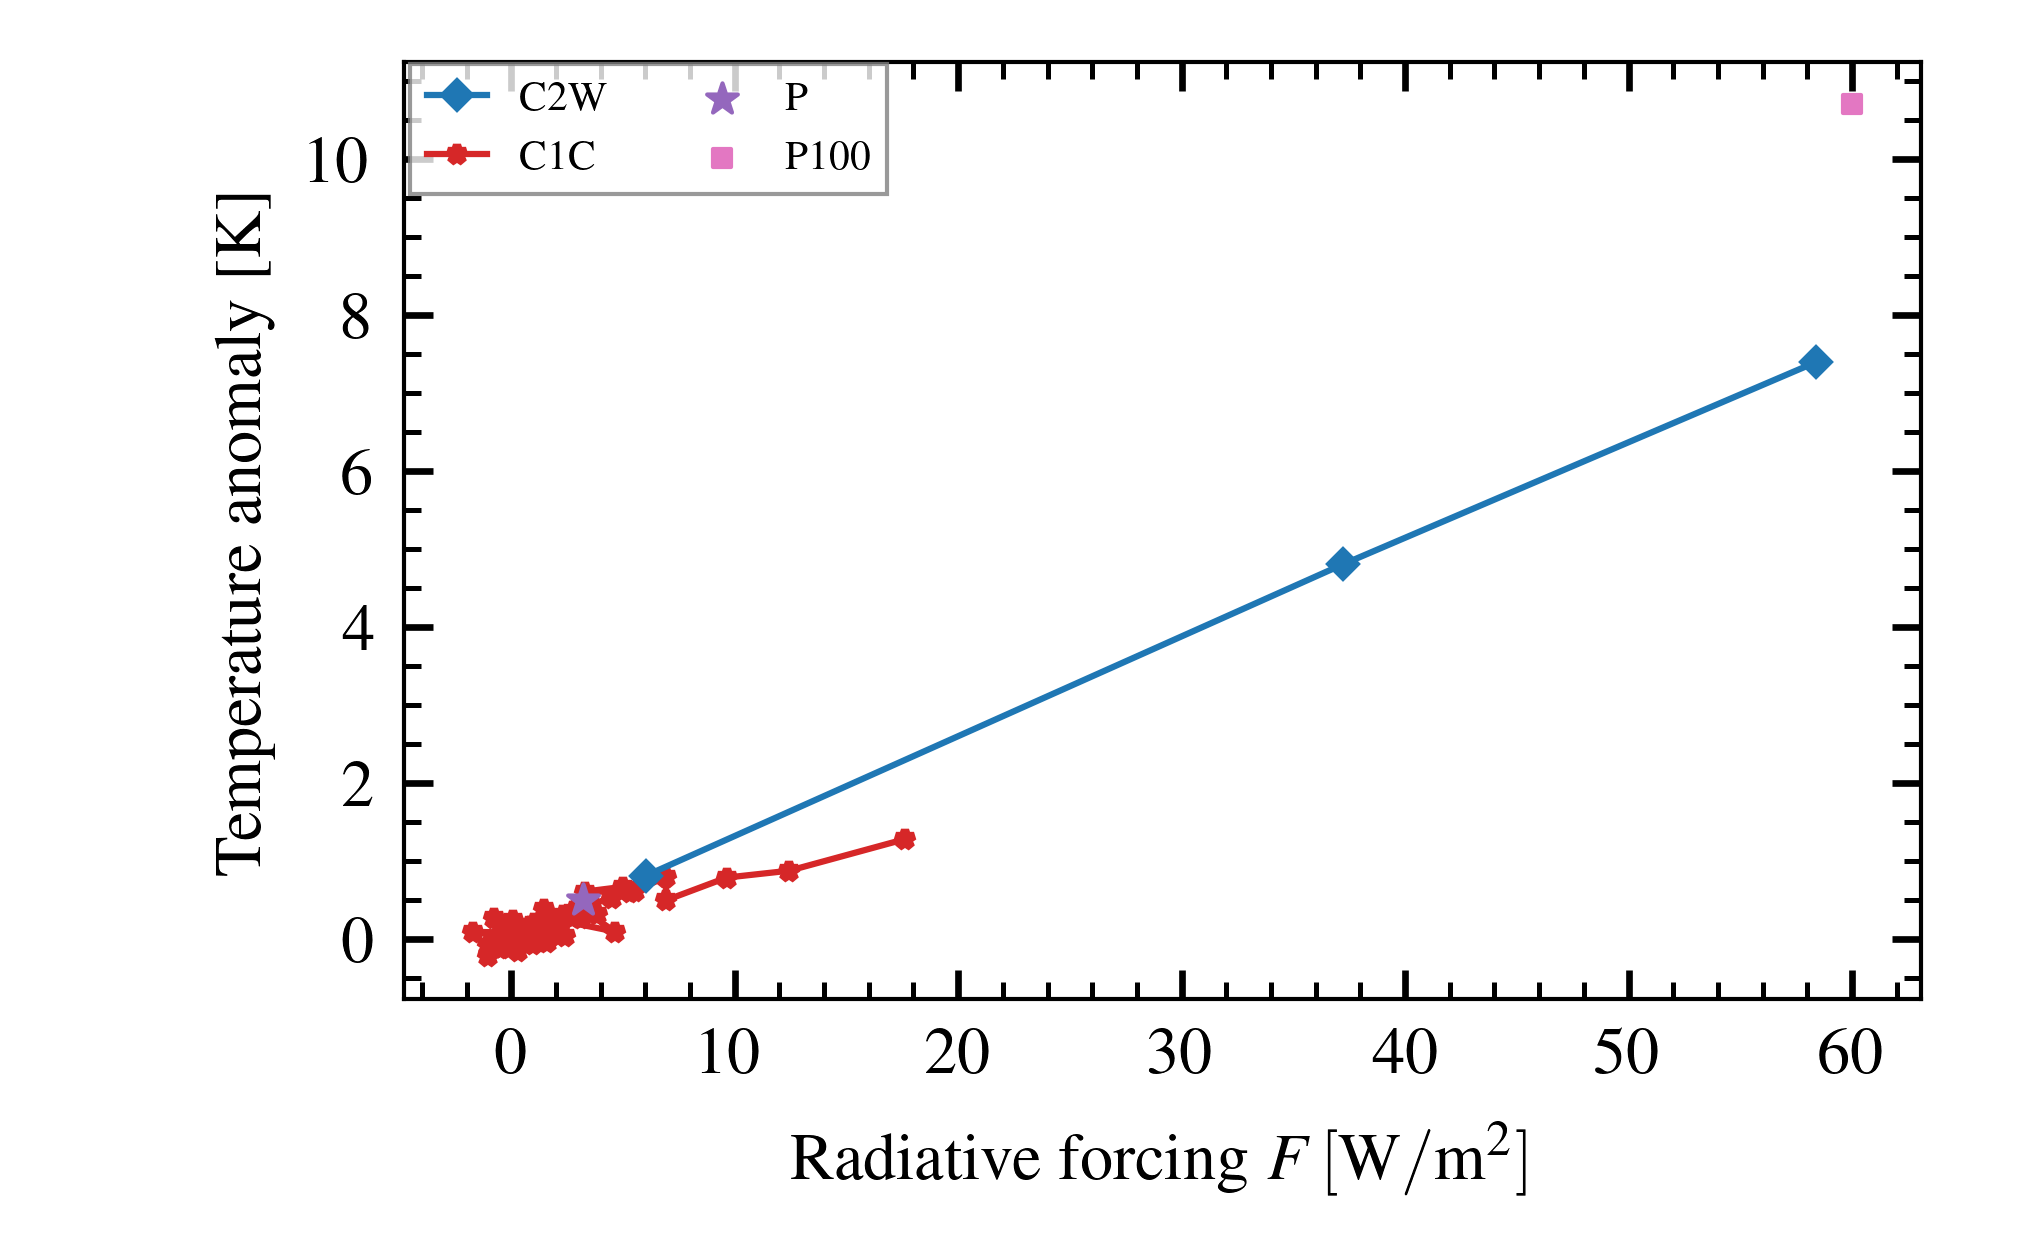 C2W
C1C
P
P100
Temperature anomaly [K]
10
8
6
4
2
0
0 10 20 30 40 50 60
Radiative forcing F [W/m²]